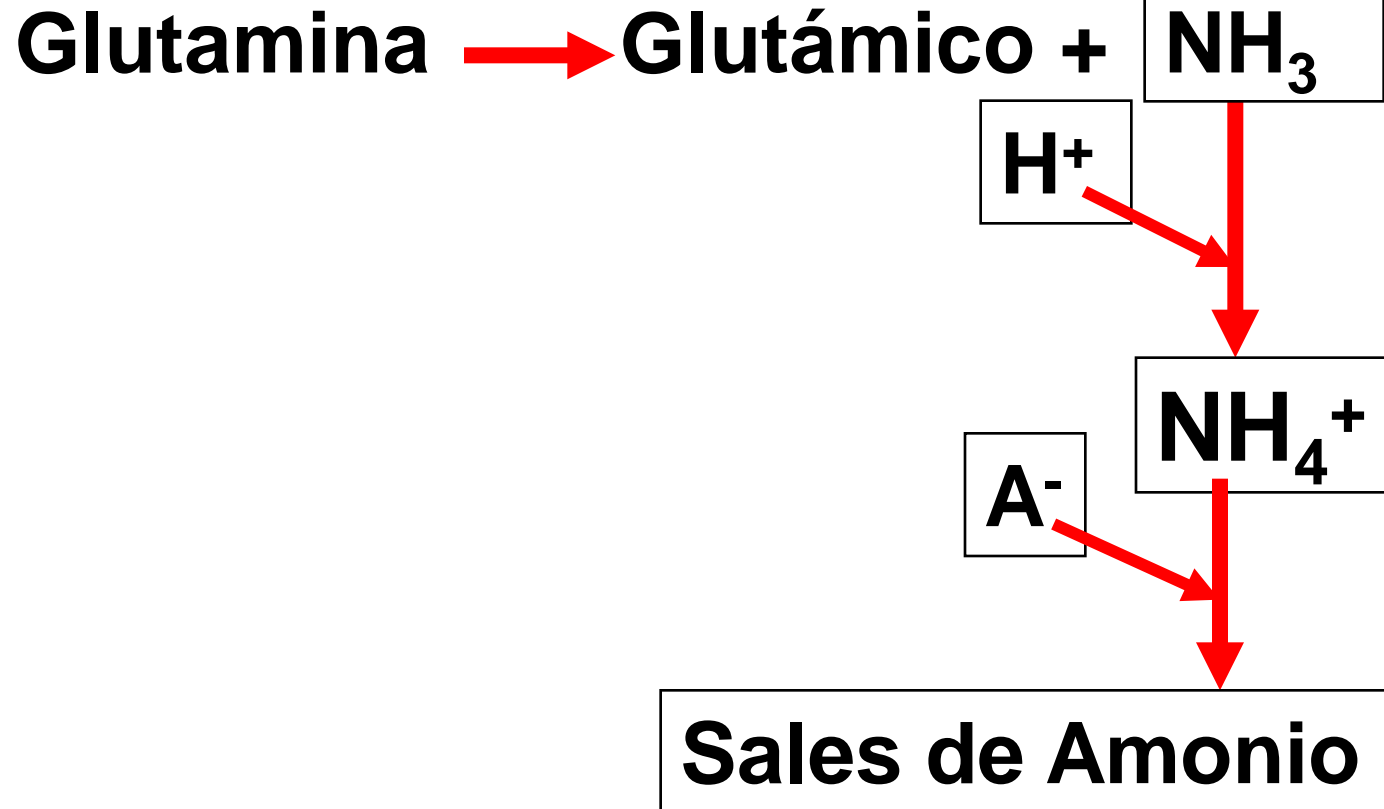 Glutamina → Glutámico + NH₃
H⁺
NH₄⁺
A⁻
Sales de Amonio